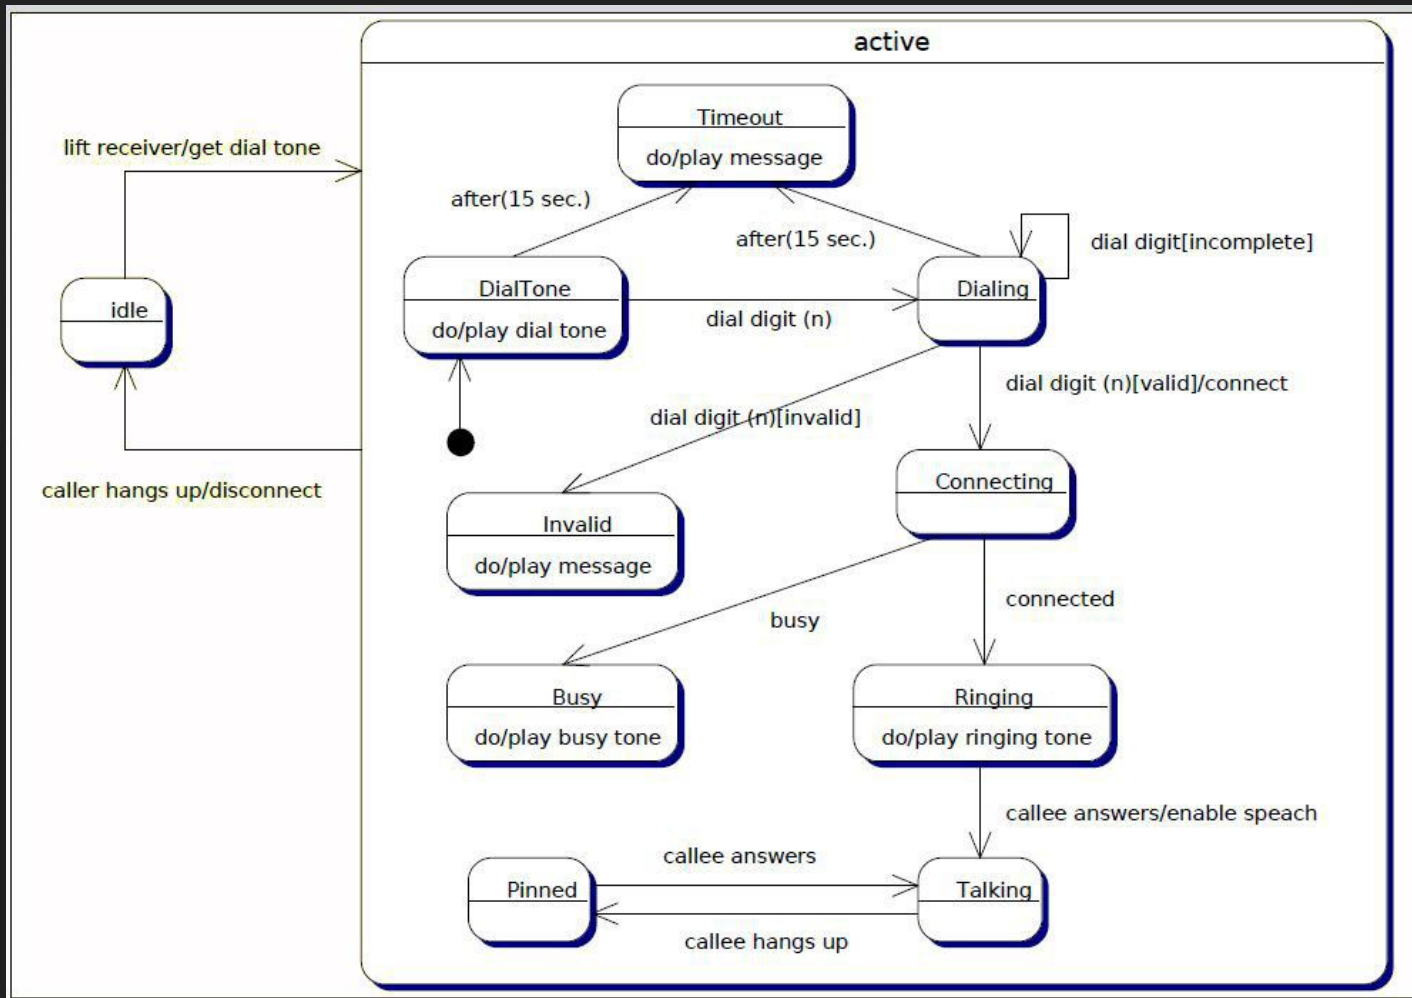 active
Timeout
do/play message
lift receiver/get dial tone
after(15 sec.)
after(15 sec.)
dial digit[incomplete]
idle
DialTone
do/play dial tone
dial digit (n)
Dialing
dial digit (n)[valid]/connect
dial digit (n)[invalid]
caller hangs up/disconnect
Connecting
Invalid
do/play message
connected
busy
Busy
do/play busy tone
Ringing
do/play ringing tone
callee answers/enable speach
callee answers
Pinned
Talking
callee hangs up